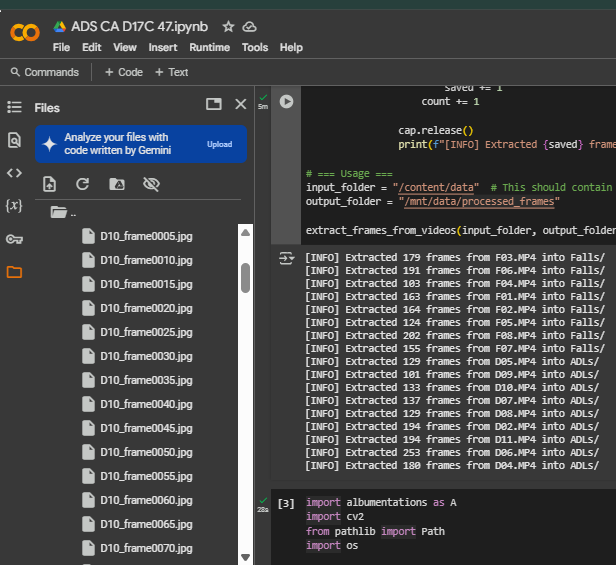 ADS CA D17C 47.ipynb
File Edit View Insert Runtime Tools Help
Commands + Code + Text
Files
Analyze your files with
code written by Gemini
Upload
{x}
..
D10_frame0005.jpg
D10_frame0010.jpg
D10_frame0015.jpg
D10_frame0020.jpg
D10_frame0025.jpg
D10_frame0030.jpg
D10_frame0035.jpg
D10_frame0040.jpg
D10_frame0045.jpg
D10_frame0050.jpg
D10_frame0055.jpg
D10_frame0060.jpg
D10_frame0065.jpg
D10_frame0070.jpg
5m
saved += 1
count += 1
cap.release()
print(f"[INFO] Extracted {saved} frame
# === Usage ===
input_folder = "/content/data" # This should contain
output_folder = "/mnt/data/processed_frames"
extract_frames_from_videos(input_folder, output_folder
[INFO] Extracted 179 frames from F03.MP4 into Falls/
[INFO] Extracted 191 frames from F06.MP4 into Falls/
[INFO] Extracted 103 frames from F04.MP4 into Falls/
[INFO] Extracted 163 frames from F01.MP4 into Falls/
[INFO] Extracted 164 frames from F02.MP4 into Falls/
[INFO] Extracted 124 frames from F05.MP4 into Falls/
[INFO] Extracted 202 frames from F08.MP4 into Falls/
[INFO] Extracted 155 frames from F07.MP4 into Falls/
[INFO] Extracted 129 frames from D05.MP4 into ADLs/
[INFO] Extracted 101 frames from D09.MP4 into ADLs/
[INFO] Extracted 133 frames from D10.MP4 into ADLs/
[INFO] Extracted 137 frames from D07.MP4 into ADLs/
[INFO] Extracted 129 frames from D08.MP4 into ADLs/
[INFO] Extracted 194 frames from D02.MP4 into ADLs/
[INFO] Extracted 194 frames from D11.MP4 into ADLs/
[INFO] Extracted 253 frames from D06.MP4 into ADLs/
[INFO] Extracted 180 frames from D04.MP4 into ADLs/
28s
[3] import albumentations as A
import cv2
from pathlib import Path
import os